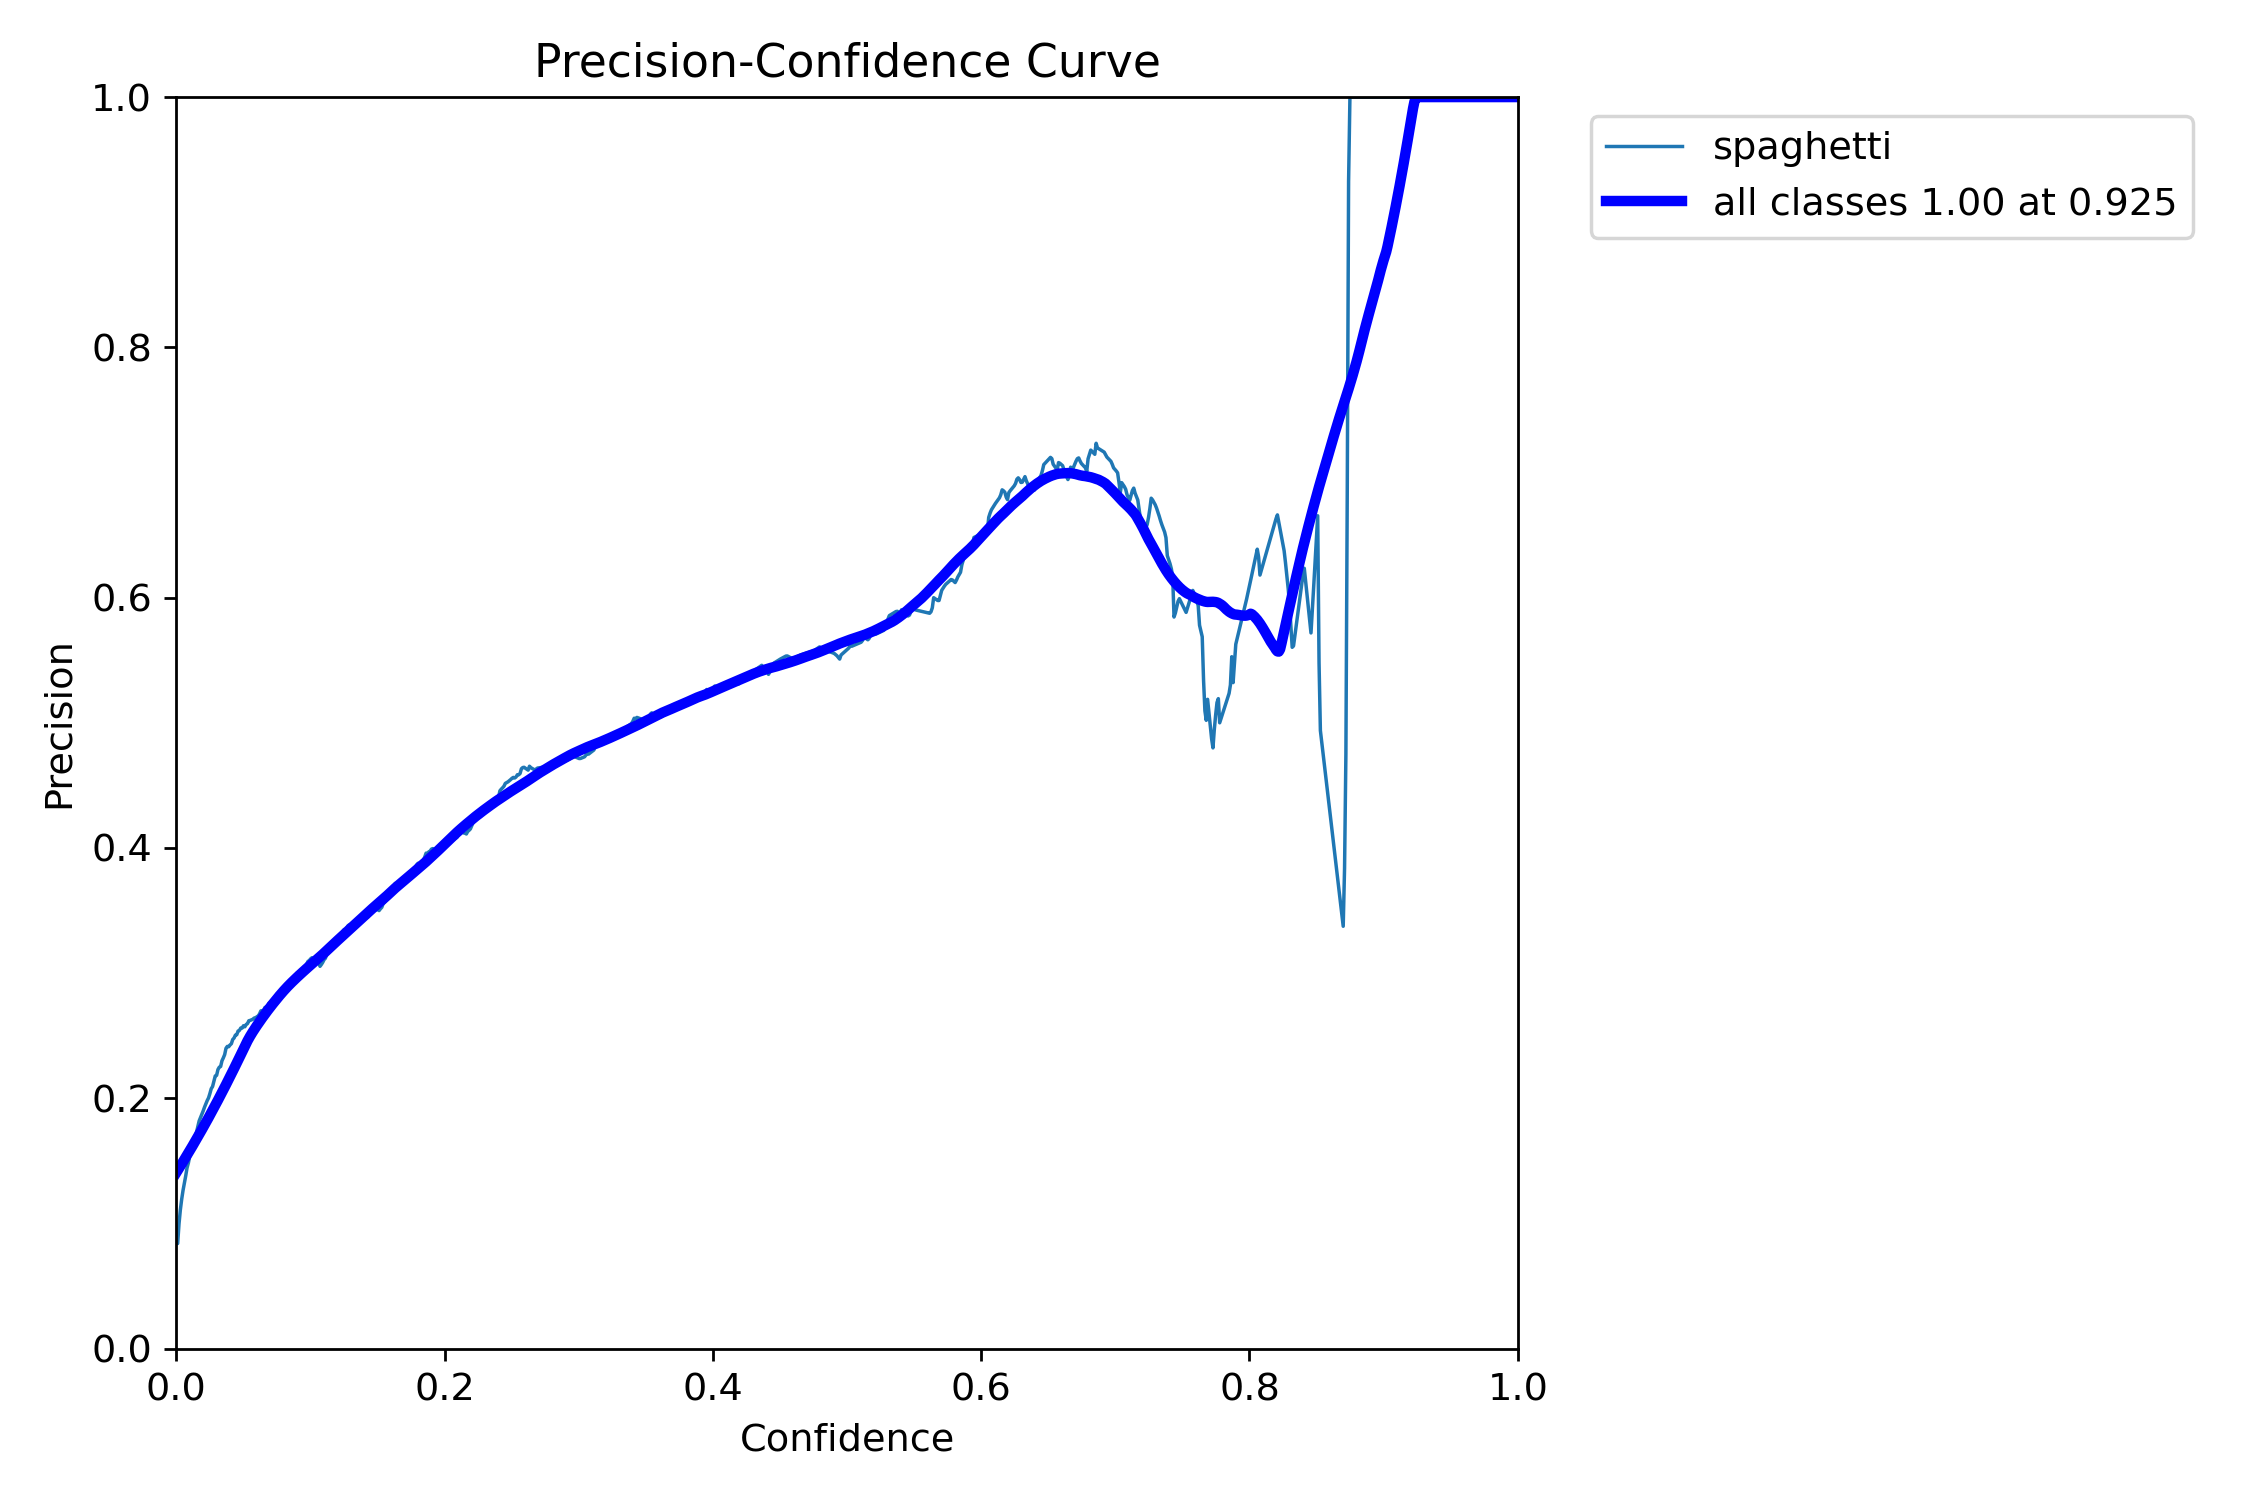 Precision-Confidence Curve
1.0
0.8
0.6
0.4
0.2
0.0
Precision
0.0 0.2 0.4 0.6 0.8 1.0
Confidence
spaghetti
all classes 1.00 at 0.925